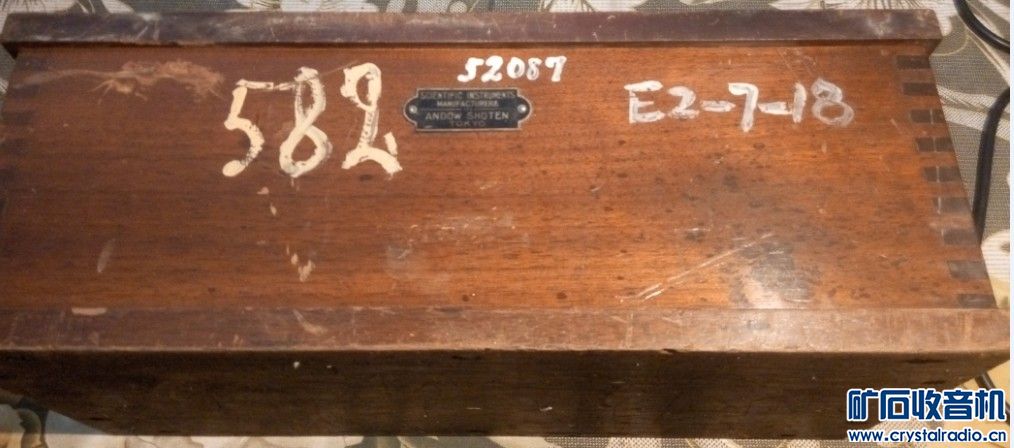 582
52087
SCIENTIFIC INSTRUMENTS
MANUFACTURERS
ANDOW SHOTEN
TOKYO
E2-7-18
矿石收音机
www.crystalradio.cn